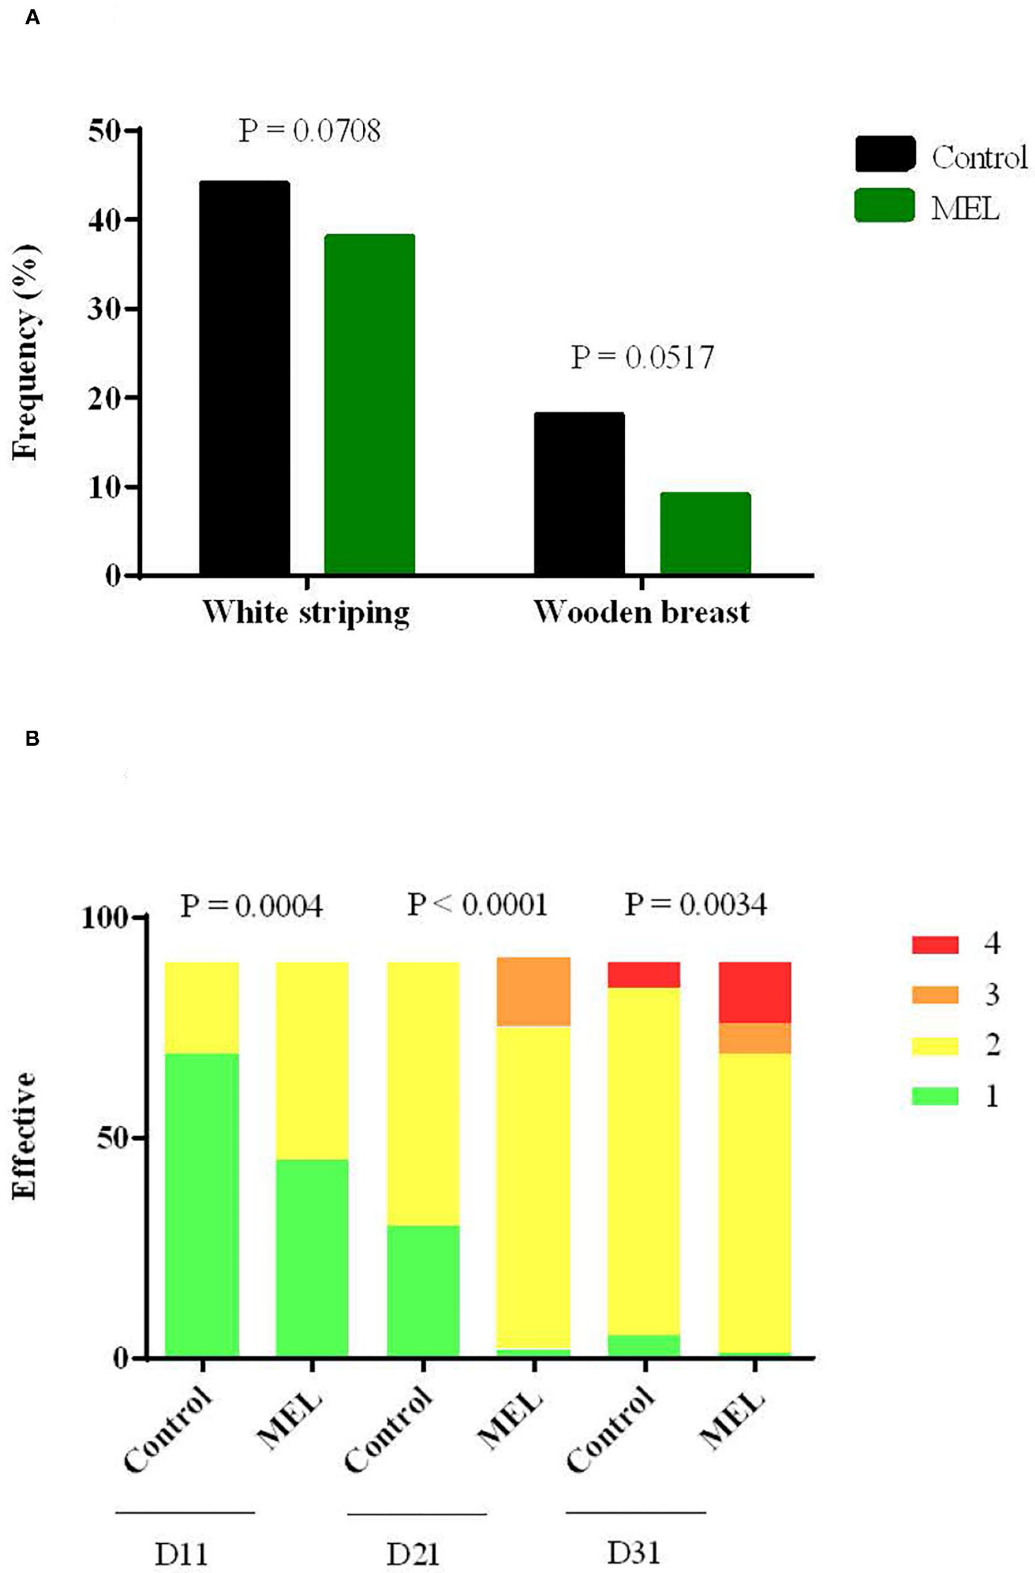 A
P = 0.0708
Control
MEL
50
40
30
20
10
0
Frequency (%)
P = 0.0517
White striping
Wooden breast
B
P = 0.0004
P < 0.0001
P = 0.0034
100
50
0
Effective
4
3
2
1
Control
MEL
Control
MEL
Control
MEL
D11
D21
D31